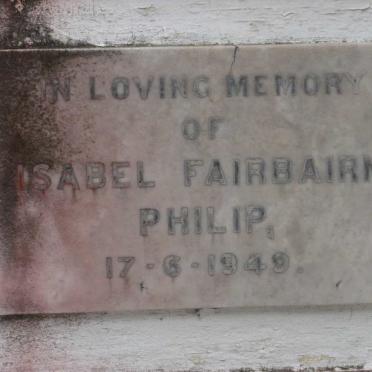 IN LOVING MEMORY
OF
ISABEL FAIRBAIRN
PHILIP,
17-6-1949.